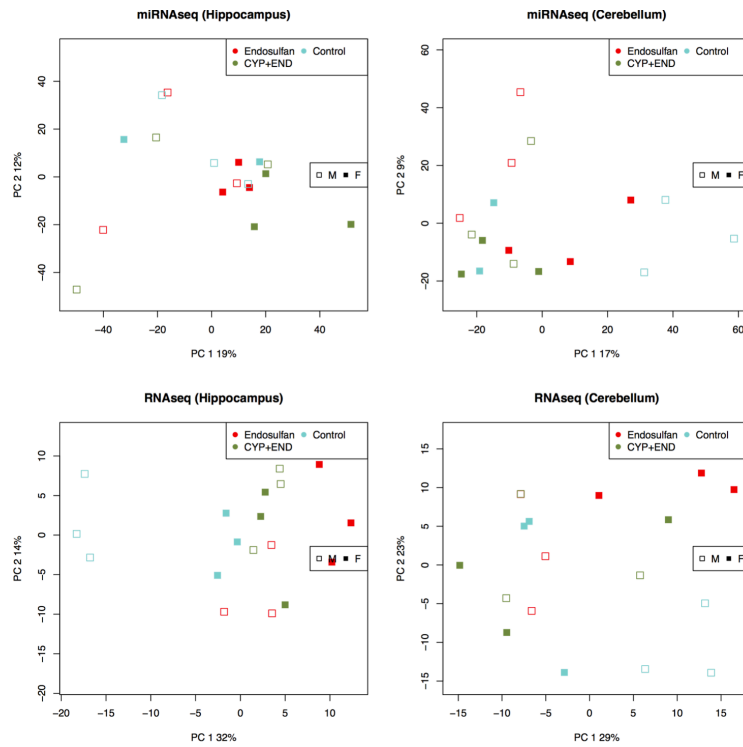 miRNAseq (Hippocampus)
Endosulfan Control
CYP+END
M F
PC 2 12%
40
20
0
−20
−40
−40 −20 0 20 40
PC 1 19%
miRNAseq (Cerebellum)
Endosulfan Control
CYP+END
M F
PC 2 9%
60
40
20
0
20
−20 0 20 40 60
PC 1 17%
RNAseq (Hippocampus)
Endosulfan Control
CYP+END
M F
PC 2 14%
10
5
0
−5
−10
−15
−20
−20 −15 −10 −5 0 5 10
PC 1 32%
RNAseq (Cerebellum)
Endosulfan Control
CYP+END
M F
PC 2 23%
15
10
5
0
−5
−10
−15
−15 −10 −5 0 5 10 15
PC 1 29%